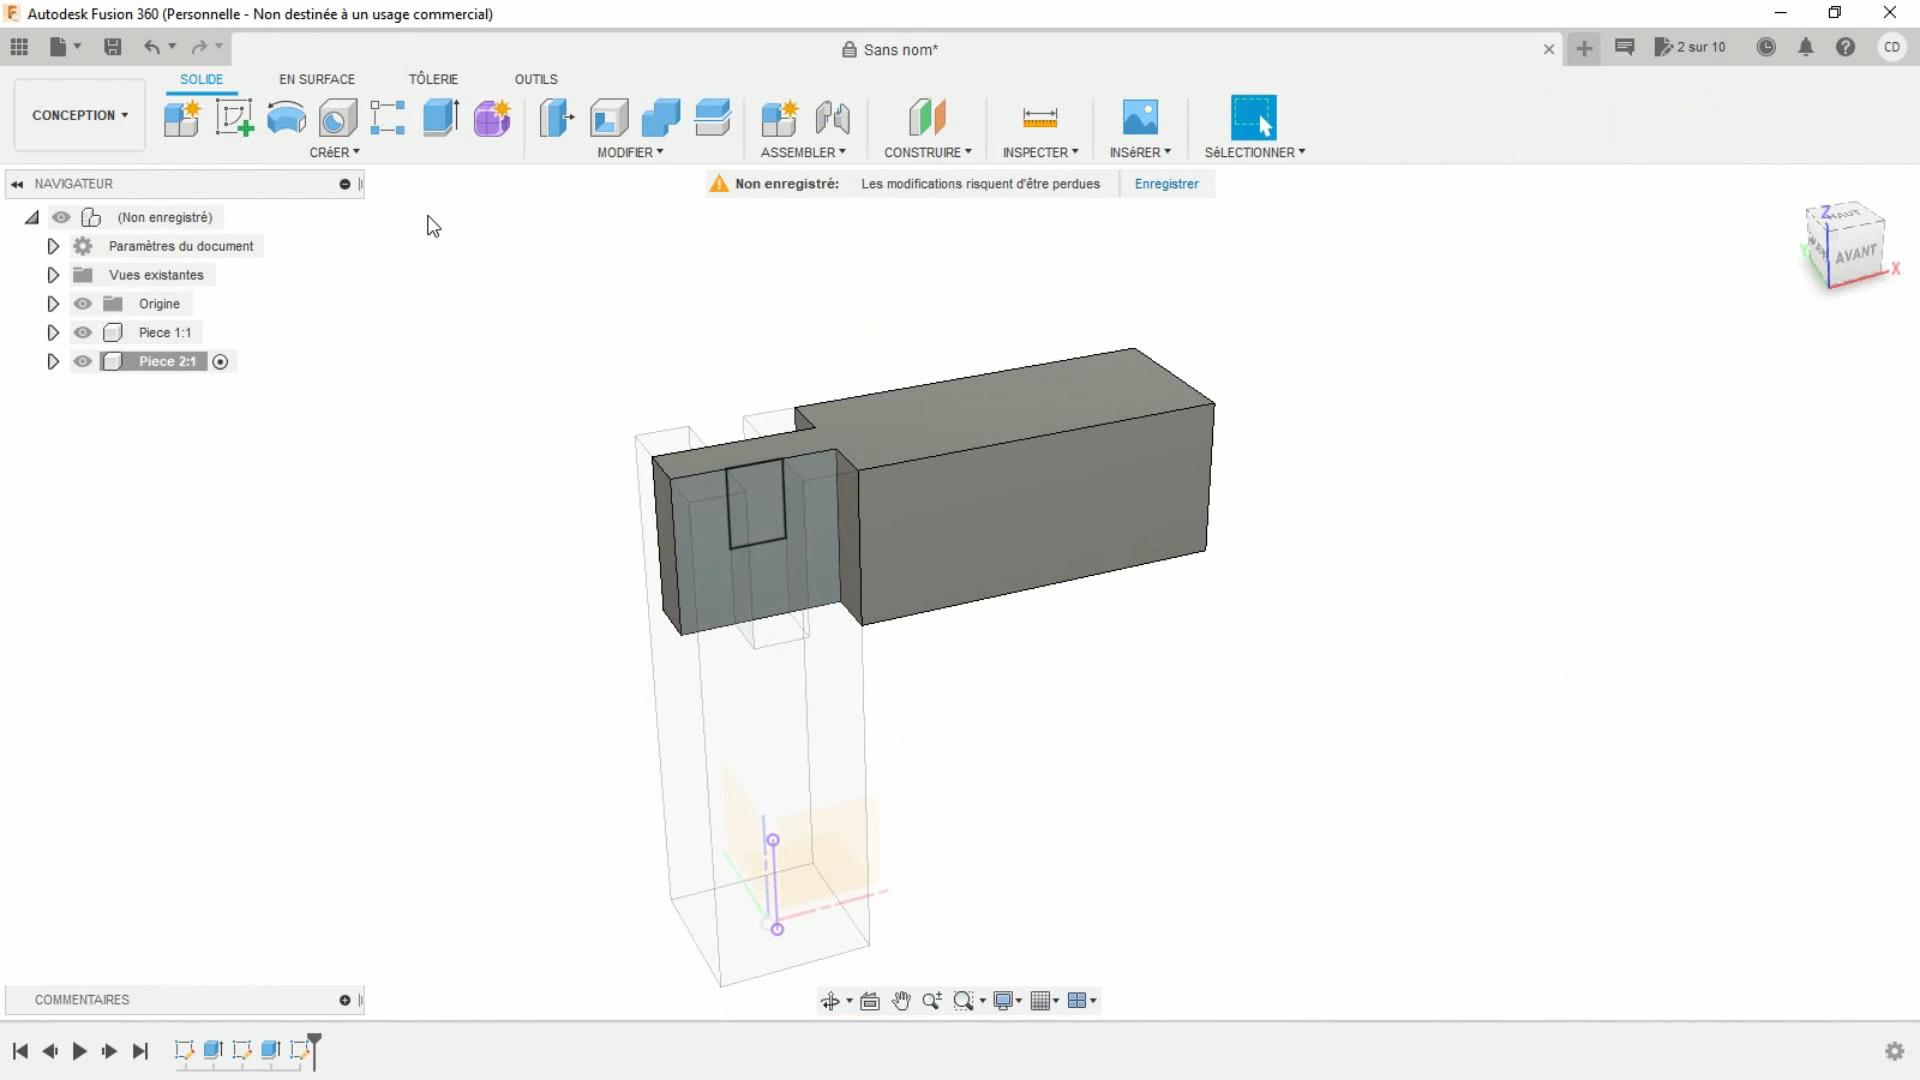 Autodesk Fusion 360 (Personnelle - Non destinée à un usage commercial)
Sans nom*
2 sur 10
CD
CONCEPTION
SOLIDE
EN SURFACE
TÔLERIE
OUTILS
CRéER
MODIFIER
ASSEMBLER
CONSTRUIRE
INSPECTER
INSéRER
SéLECTIONNER
NAVIGATEUR
Non enregistré: Les modifications risquent d'être perdues Enregistrer
(Non enregistré)
Paramètres du document
Vues existantes
Origine
Piece 1:1
Piece 2:1
Z
HAUT
AVANT
Y
X
COMMENTAIRES